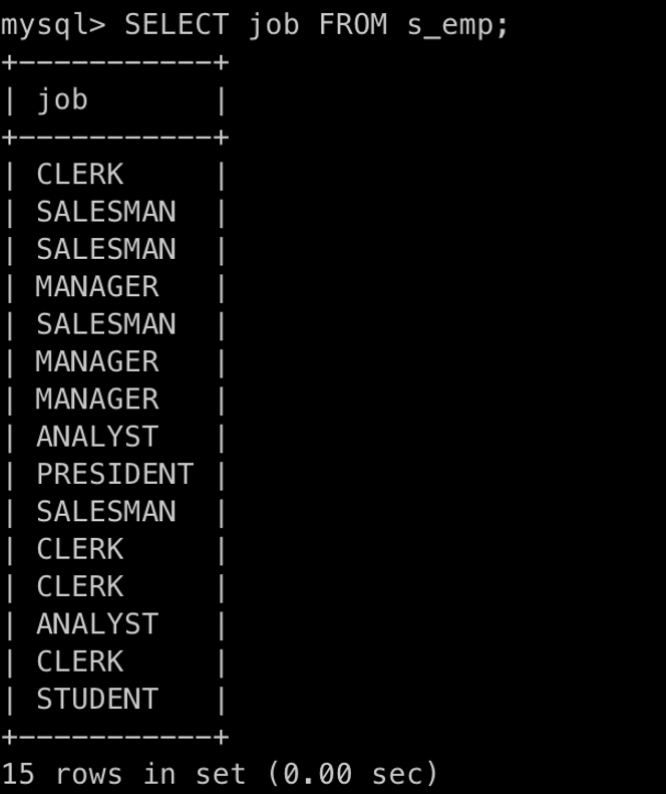 mysql> SELECT job FROM s_emp;
+-----------+
| job       |
+-----------+
| CLERK     |
| SALESMAN  |
| SALESMAN  |
| MANAGER   |
| SALESMAN  |
| MANAGER   |
| MANAGER   |
| ANALYST   |
| PRESIDENT |
| SALESMAN  |
| CLERK     |
| CLERK     |
| ANALYST   |
| CLERK     |
| STUDENT   |
+-----------+
15 rows in set (0.00 sec)